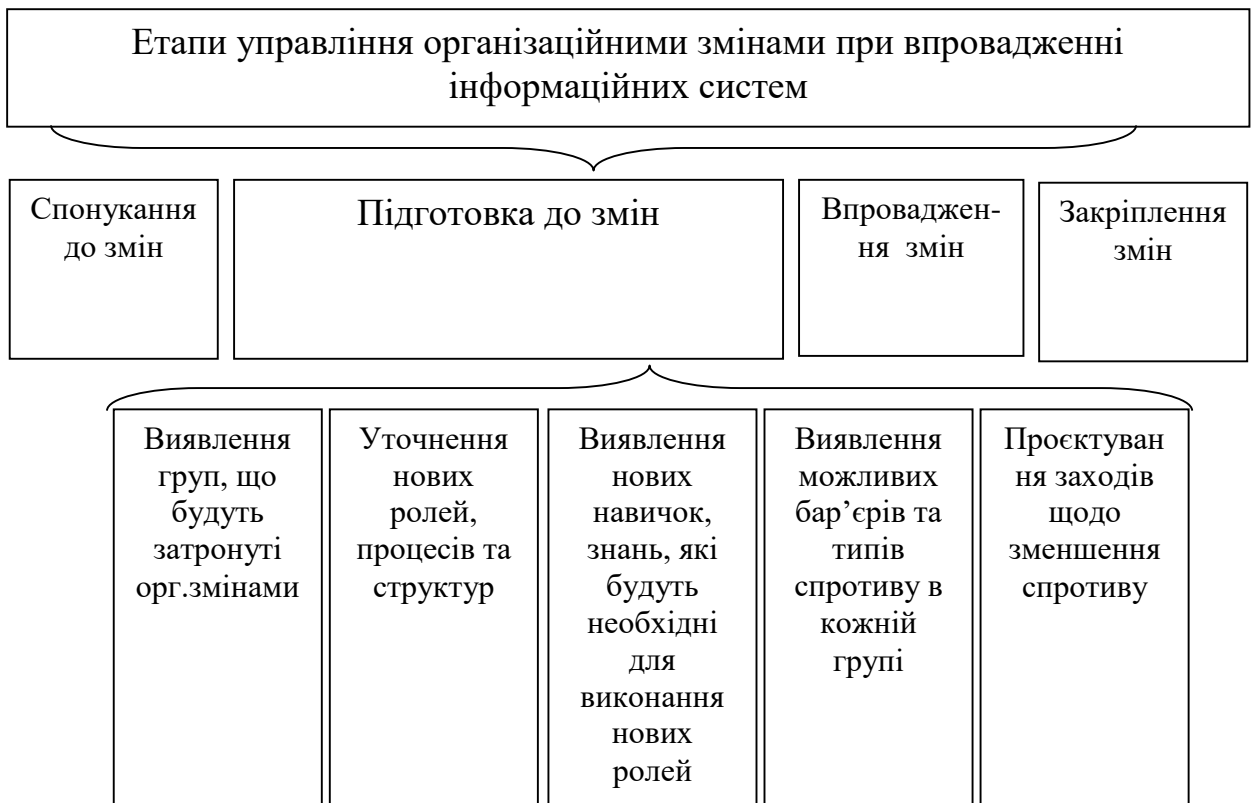 Етапи управління організаційними змінами при впровадженні
інформаційних систем
Спонукання
до змін
Підготовка до змін
Впроваджен-
ня змін
Закріплення
змін
Виявлення
груп, що
будуть
затронуті
орг.змінами
Уточнення
нових
ролей,
процесів та
структур
Виявлення
нових
навичок,
знань, які
будуть
необхідні
для
виконання
нових
ролей
Виявлення
можливих
бар’єрів та
типів
спротиву в
кожній
групі
Проєктуван
ня заходів
щодо
зменшення
спротиву